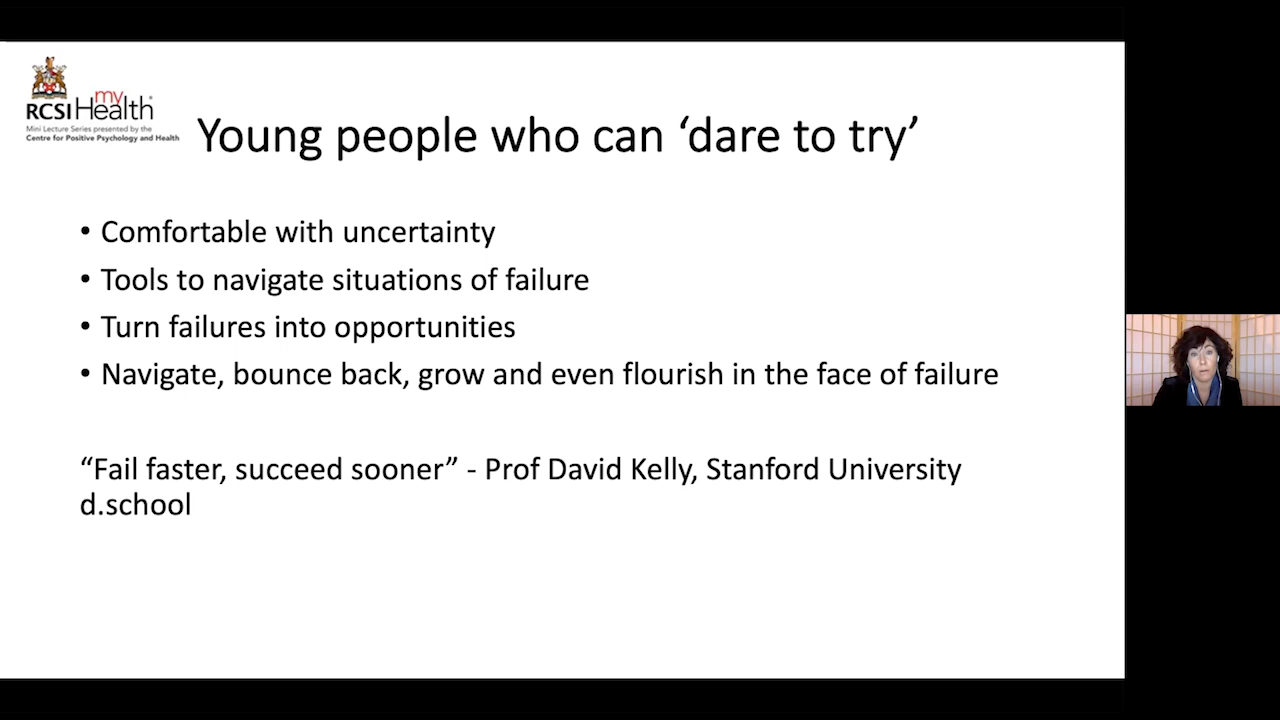 my
RCSI Health
Mini Lecture Series presented by the
Centre for Positive Psychology and Health
Young people who can ‘dare to try’
• Comfortable with uncertainty
• Tools to navigate situations of failure
• Turn failures into opportunities
• Navigate, bounce back, grow and even flourish in the face of failure
“Fail faster, succeed sooner” - Prof David Kelly, Stanford University
d.school